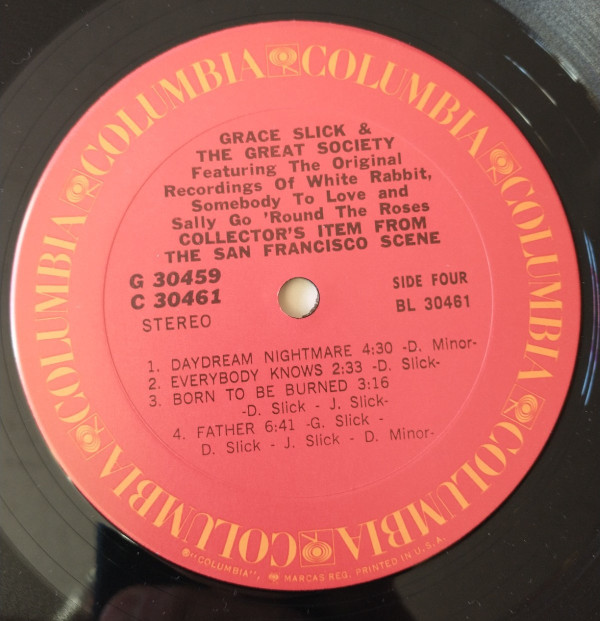 COLUMBIA COLUMBIA COLUMBIA COLUMBIA COLUMBIA COLUMBIA
GRACE SLICK &
THE GREAT SOCIETY
Featuring The Original
Recordings Of White Rabbit,
Somebody To Love and
Sally Go 'Round The Roses
COLLECTOR'S ITEM FROM
THE SAN FRANCISCO SCENE
G 30459
C 30461
STEREO
SIDE FOUR
BL 30461
1. DAYDREAM NIGHTMARE 4:30 -D. Minor-
2. EVERYBODY KNOWS 2:33 -D. Slick-
3. BORN TO BE BURNED 3:16
-D. Slick - J. Slick-
4. FATHER 6:41 -G. Slick -
D. Slick - J. Slick - D. Minor-
® "COLUMBIA", MARCAS REG. PRINTED IN U.S.A.